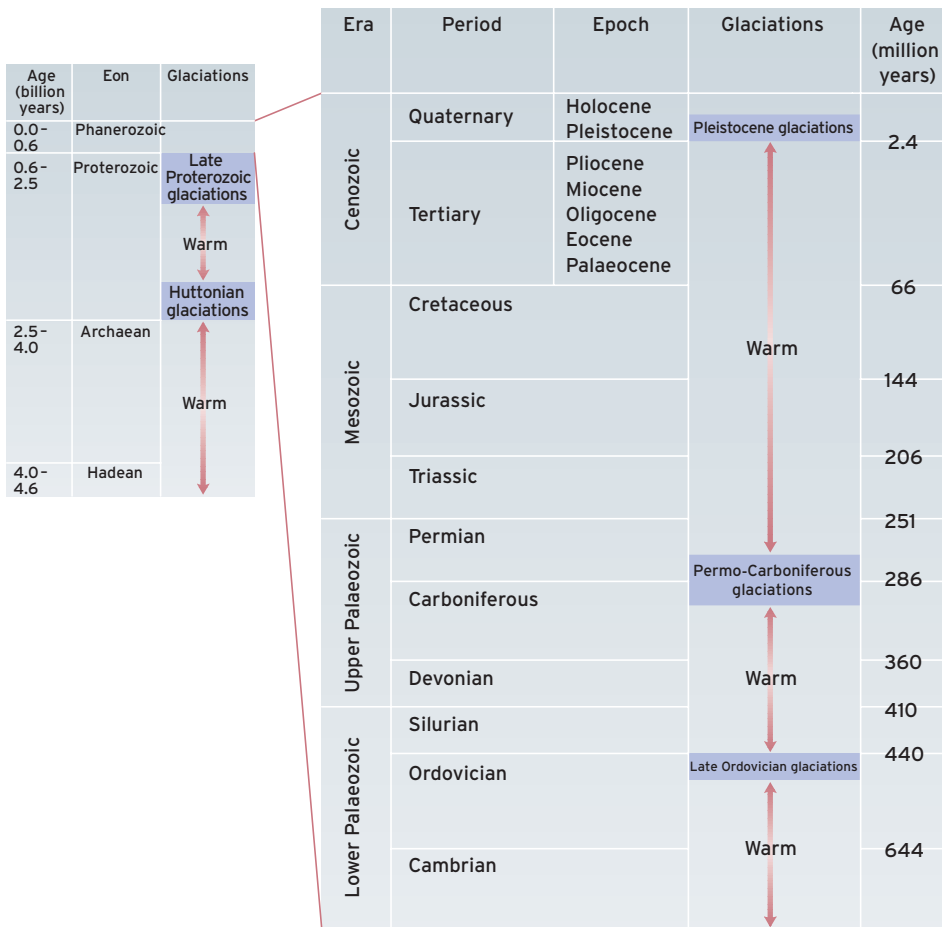 Age
(billion
years)
Eon
Glaciations
0.0–
0.6
Phanerozoic
0.6–
2.5
Proterozoic
Late
Proterozoic
glaciations
Warm
Huttonian
glaciations
2.5–
4.0
Archaean
Warm
4.0–
4.6
Hadean
Era
Period
Epoch
Glaciations
Age
(million
years)
Cenozoic
Quaternary
Holocene
Pleistocene
Pleistocene glaciations
2.4
Tertiary
Pliocene
Miocene
Oligocene
Eocene
Palaeocene
66
Mesozoic
Cretaceous
Warm
144
Jurassic
206
Triassic
251
Upper Palaeozoic
Permian
Permo-Carboniferous
glaciations
286
Carboniferous
360
Devonian
Warm
410
Lower Palaeozoic
Silurian
440
Ordovician
Late Ordovician glaciations
Warm
644
Cambrian